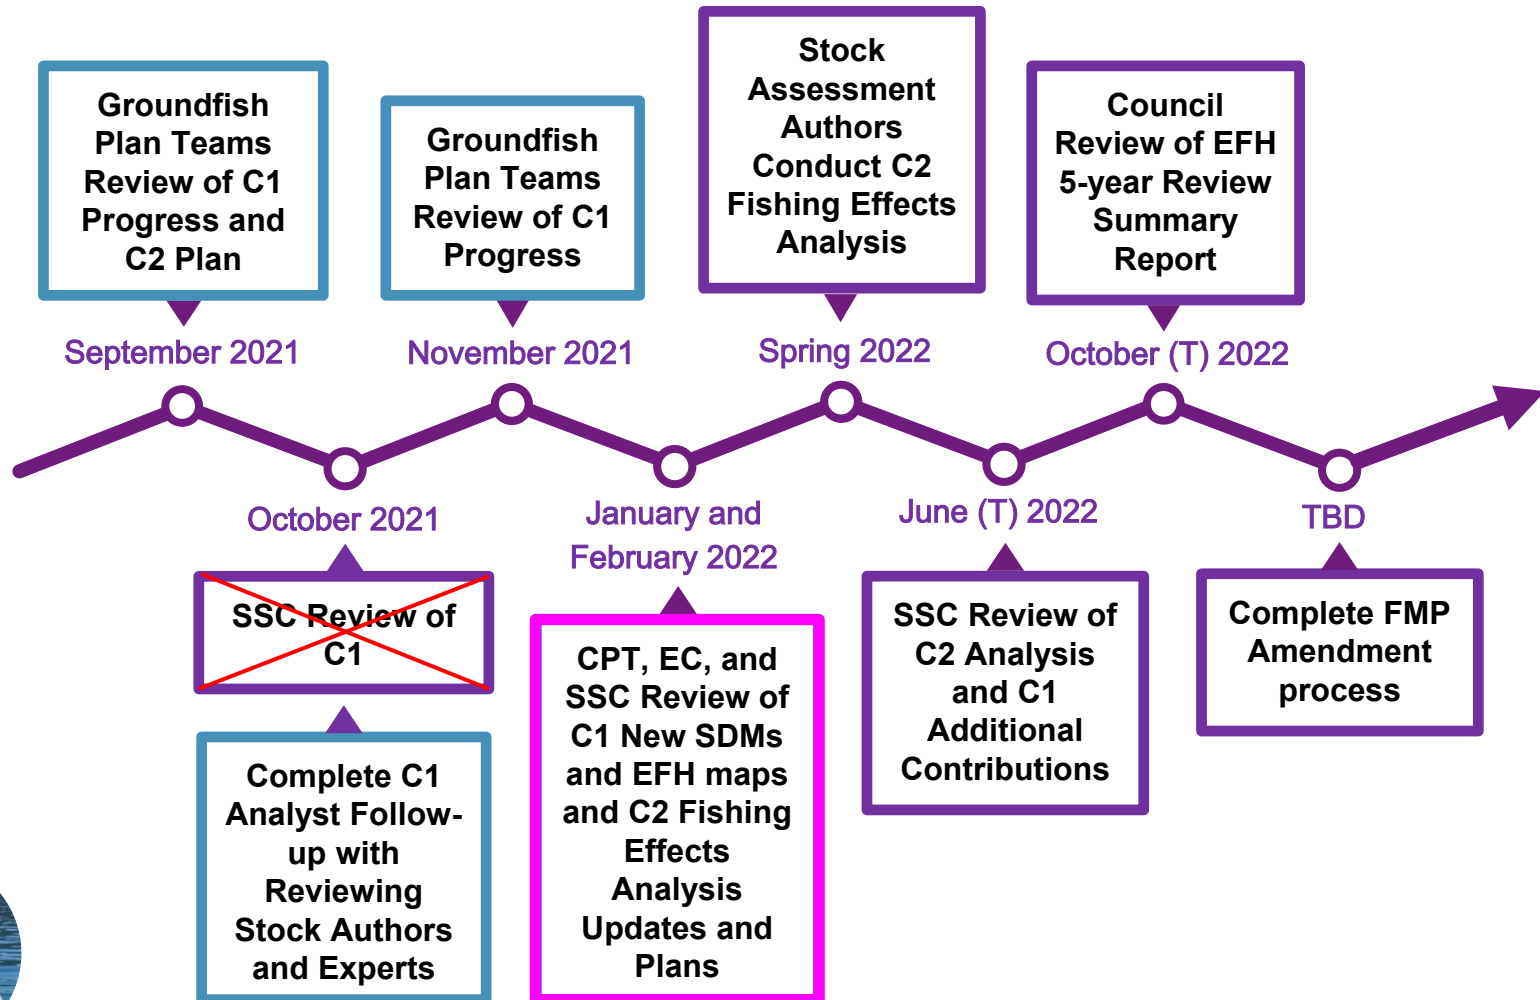 Groundfish
Plan Teams
Review of C1
Progress and
C2 Plan
September 2021
Groundfish
Plan Teams
Review of C1
Progress
November 2021
Stock
Assessment
Authors
Conduct C2
Fishing Effects
Analysis
Spring 2022
Council
Review of EFH
5-year Review
Summary
Report
October (T) 2022
October 2021
SSC Review of
C1
Complete C1
Analyst Follow-
up with
Reviewing
Stock Authors
and Experts
January and
February 2022
CPT, EC, and
SSC Review of
C1 New SDMs
and EFH maps
and C2 Fishing
Effects
Analysis
Updates and
Plans
June (T) 2022
SSC Review of
C2 Analysis
and C1
Additional
Contributions
TBD
Complete FMP
Amendment
process